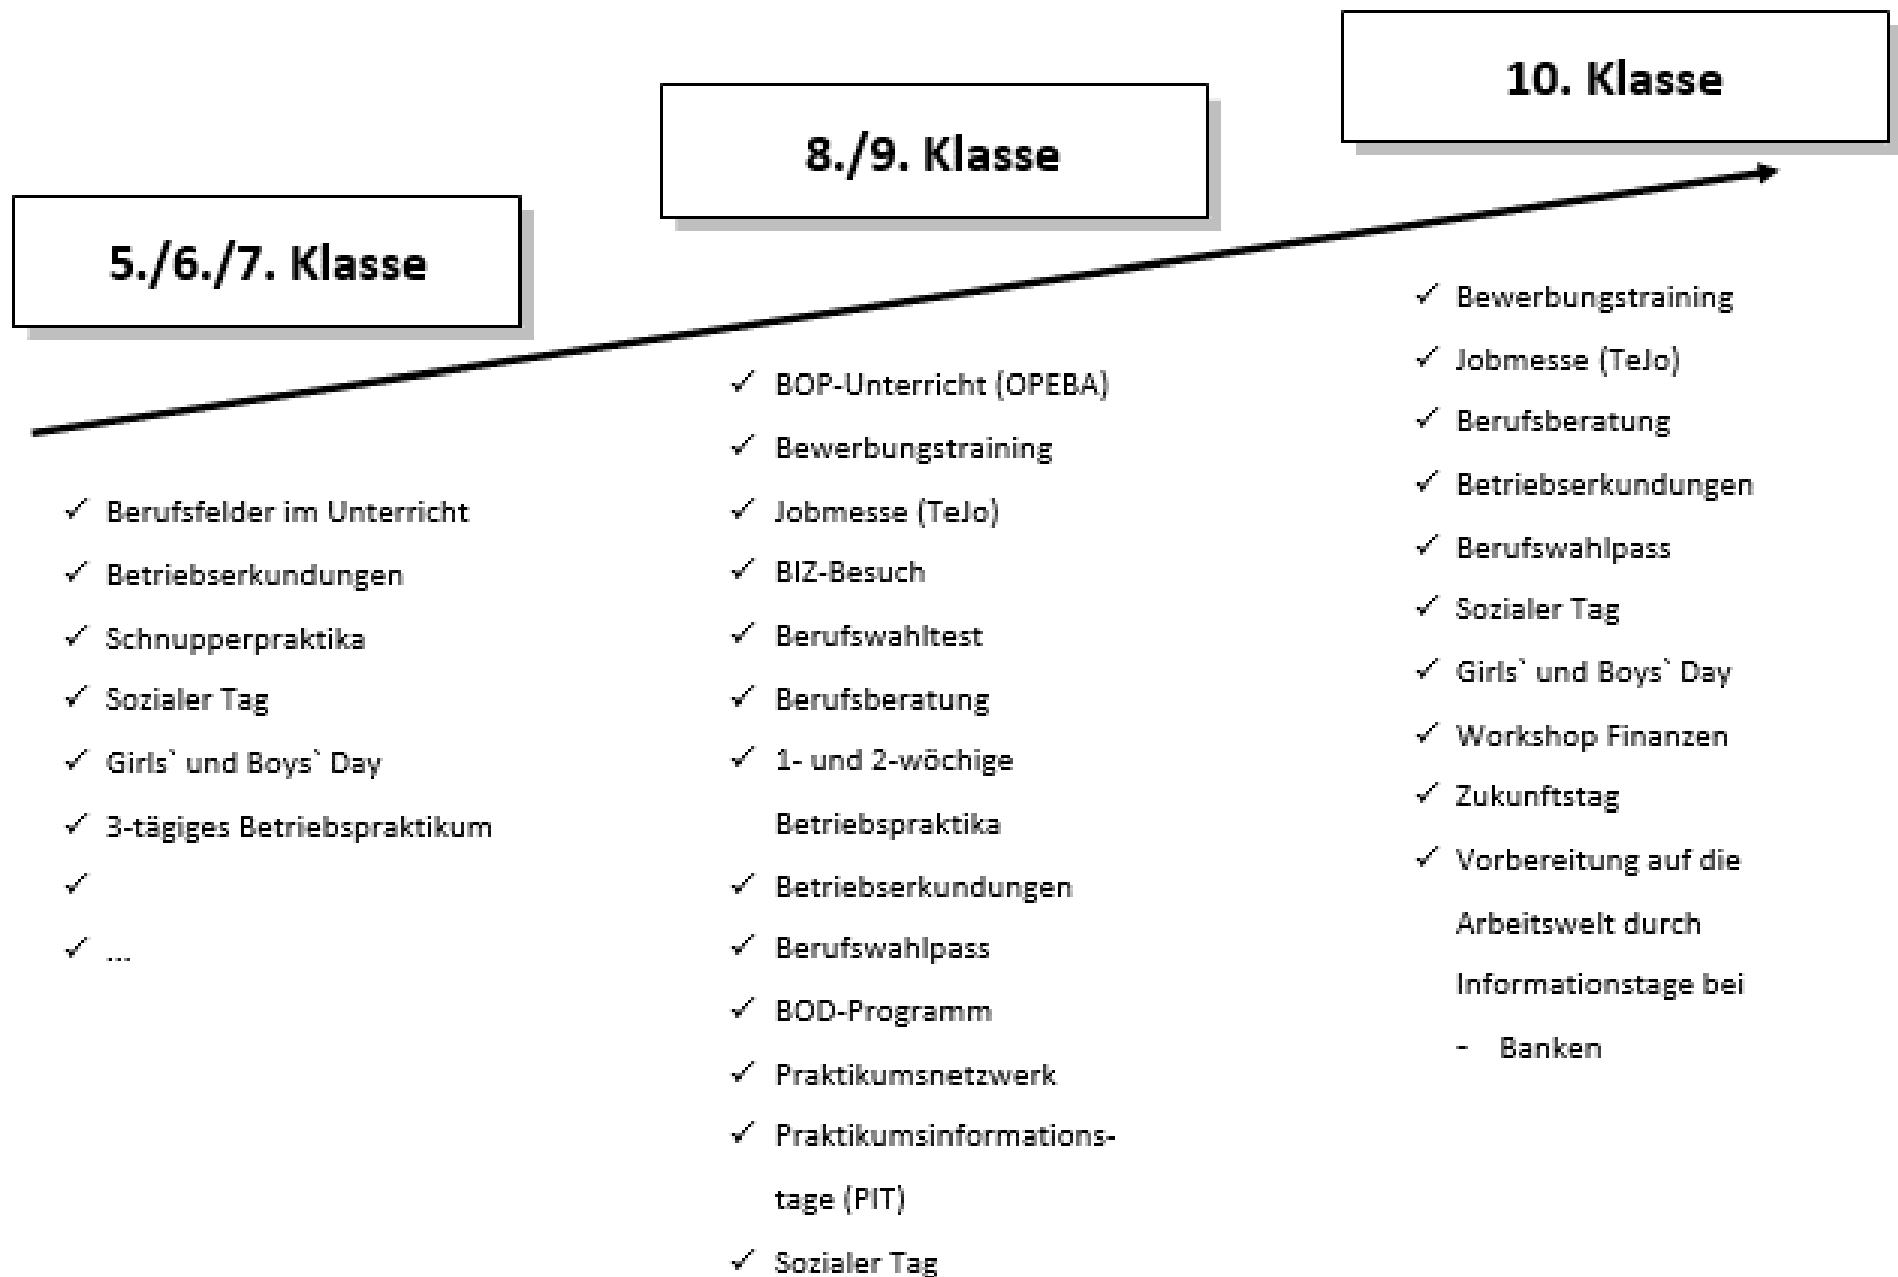 5./6./7. Klasse
✓ Berufsfelder im Unterricht
✓ Betriebserkundungen
✓ Schnupperpraktika
✓ Sozialer Tag
✓ Girls` und Boys` Day
✓ 3-tägiges Betriebspraktikum
✓
✓ ...
8./9. Klasse
✓ BOP-Unterricht (OPEBA)
✓ Bewerbungstraining
✓ Jobmesse (TeJo)
✓ BIZ-Besuch
✓ Berufswahltest
✓ Berufsberatung
✓ 1- und 2-wöchige
Betriebspraktika
✓ Betriebserkundungen
✓ Berufswahlpass
✓ BOD-Programm
✓ Praktikumsnetzwerk
✓ Praktikumsinformations-
tage (PIT)
✓ Sozialer Tag
10. Klasse
✓ Bewerbungstraining
✓ Jobmesse (TeJo)
✓ Berufsberatung
✓ Betriebserkundungen
✓ Berufswahlpass
✓ Sozialer Tag
✓ Girls` und Boys` Day
✓ Workshop Finanzen
✓ Zukunftstag
✓ Vorbereitung auf die
Arbeitswelt durch
Informationstage bei
- Banken